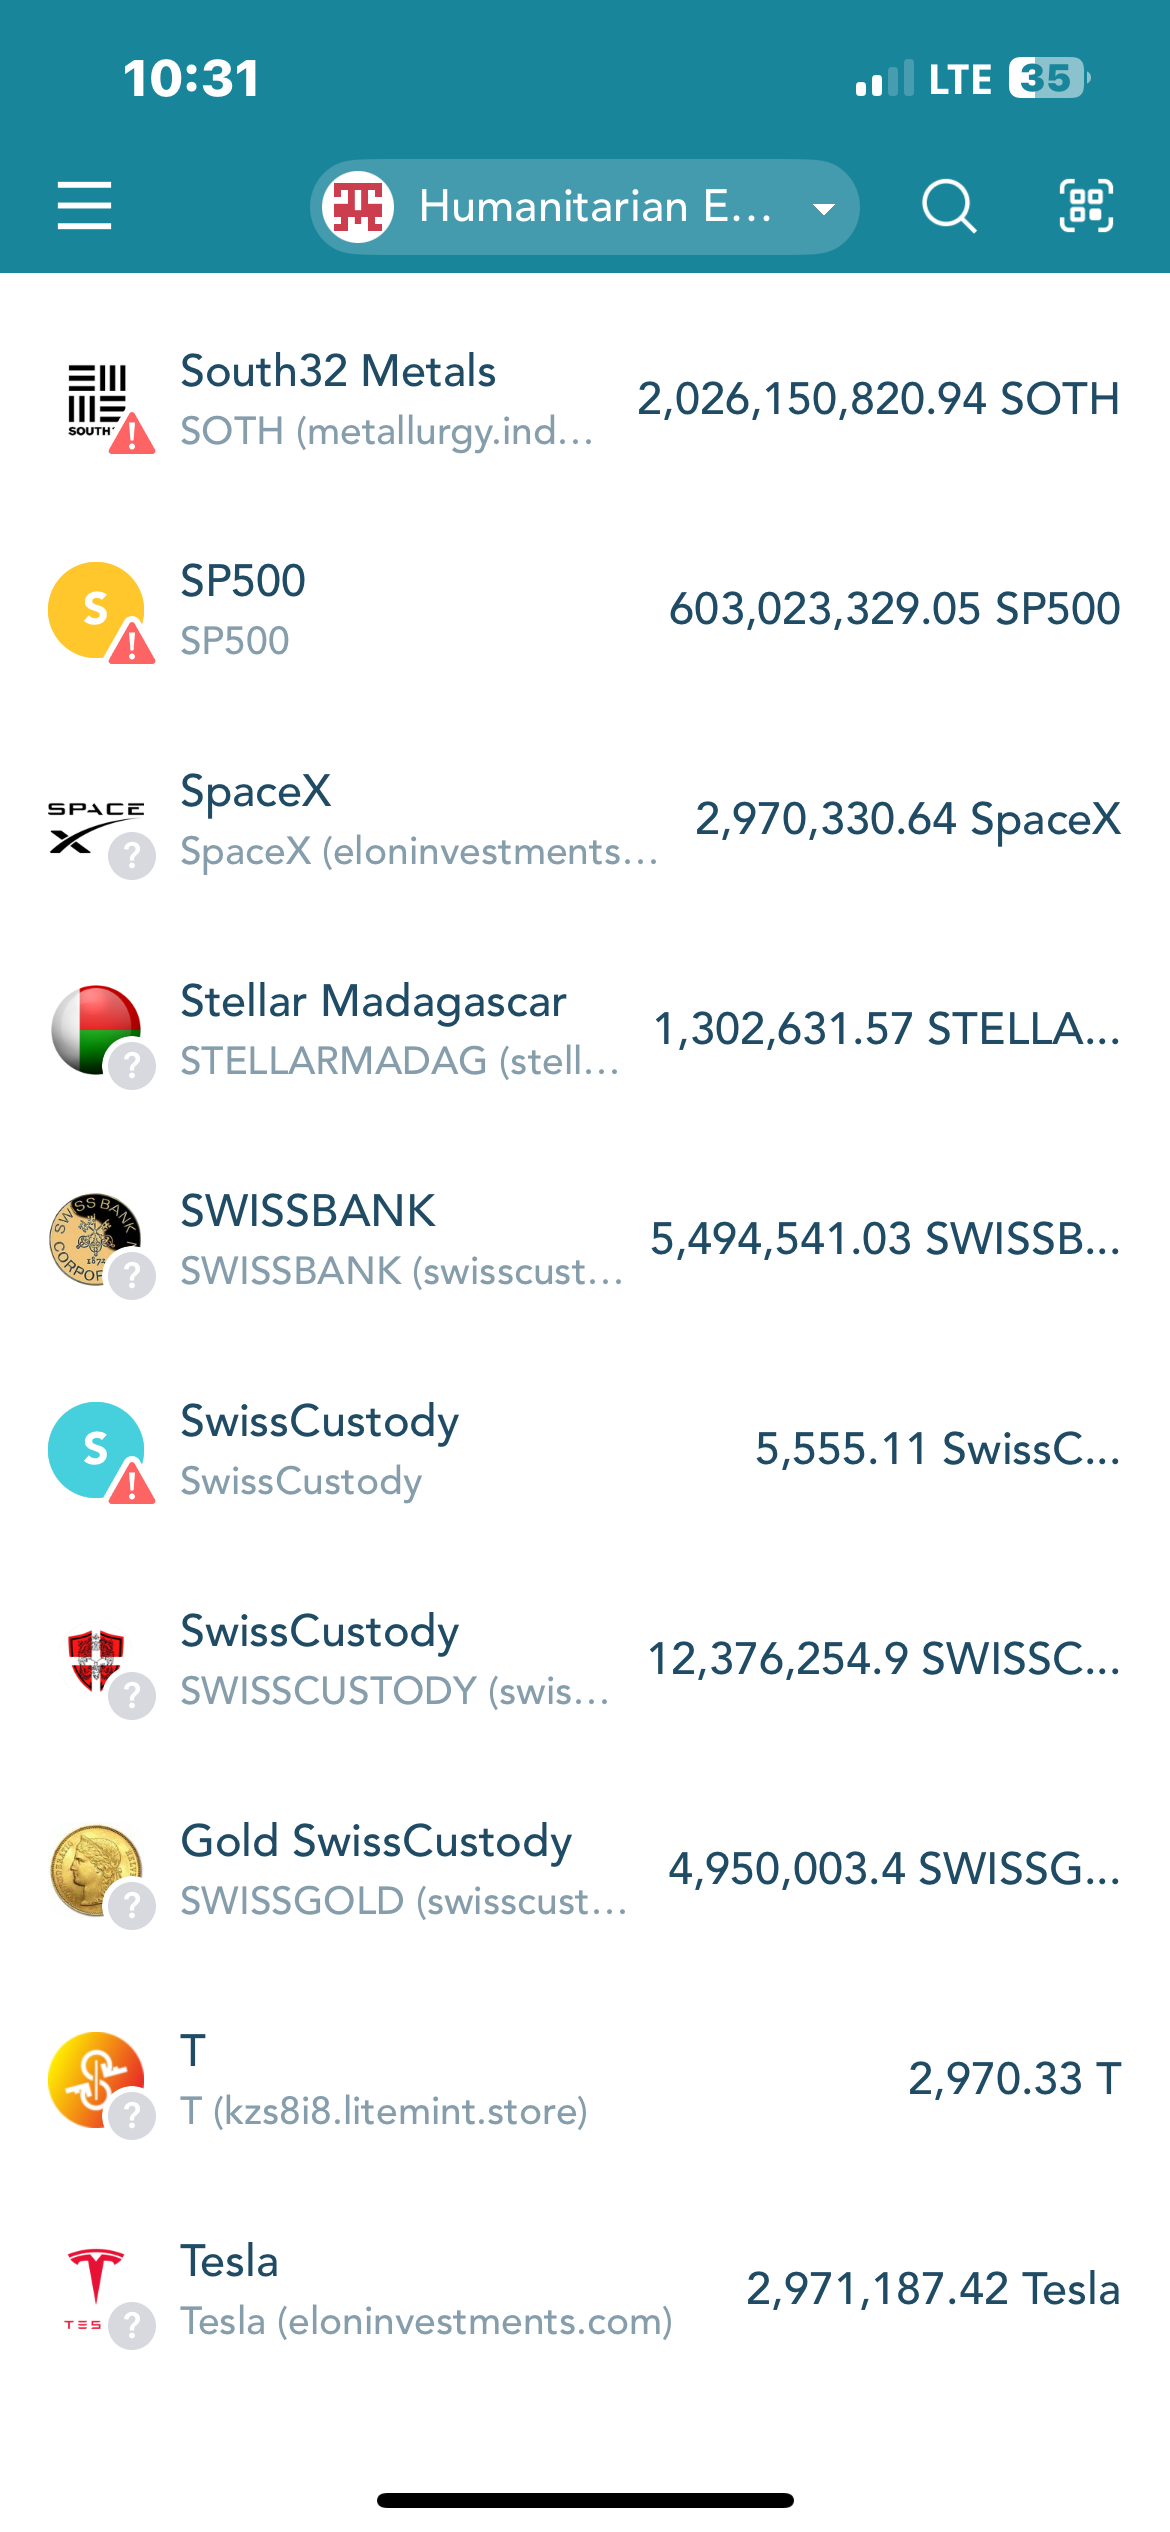 10:31
LTE 35
Humanitarian E...
South32 Metals
2,026,150,820.94 SOTH
SOUTH
SOTH (metallurgy.ind...
SP500
S
603,023,329.05 SP500
SP500
SpaceX
SPACE
X
2,970,330.64 SpaceX
SpaceX (eloninvestments...
Stellar Madagascar
1,302,631.57 STELLA...
STELLARMADAG (stell...
SWISSBANK
SWISS BANK
1872
CORPOR
5,494,541.03 SWISSB...
SWISSBANK (swisscust...
SwissCustody
S
5,555.11 SwissC...
SwissCustody
SwissCustody
12,376,254.9 SWISSC...
SWISSCUSTODY (swis...
Gold SwissCustody
4,950,003.4 SWISSG...
SWISSGOLD (swisscust...
T
2,970.33 T
T (kzs8i8.litemint.store)
Tesla
2,971,187.42 Tesla
TES
Tesla (eloninvestments.com)